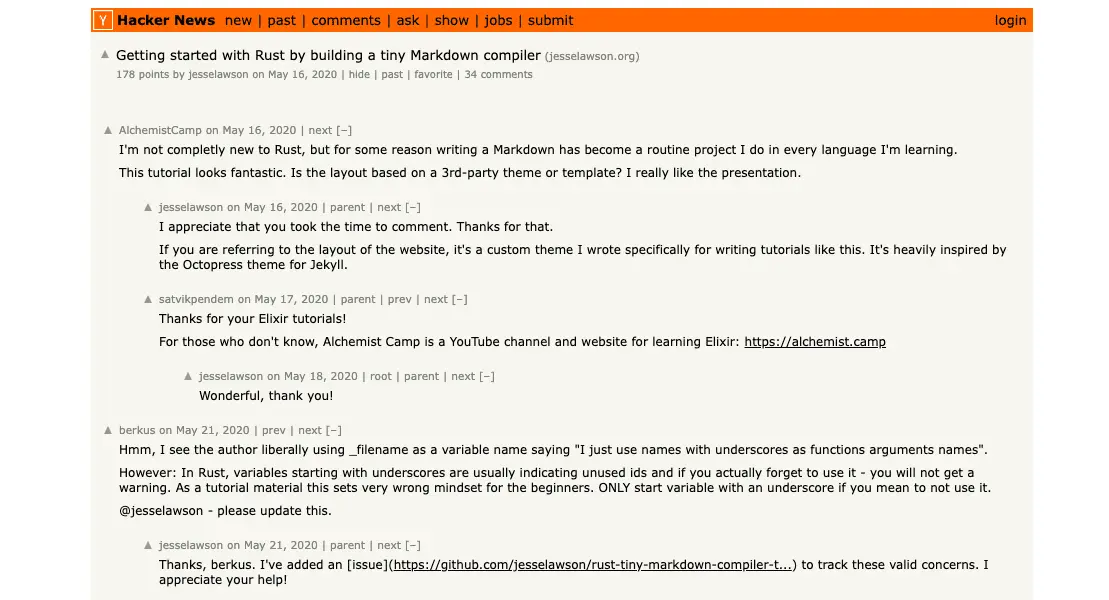 Y Hacker News new | past | comments | ask | show | jobs | submit login
▲ Getting started with Rust by building a tiny Markdown compiler (jesselawson.org)
178 points by jesselawson on May 16, 2020 | hide | past | favorite | 34 comments
▲ AlchemistCamp on May 16, 2020 | next [–]
I'm not completly new to Rust, but for some reason writing a Markdown has become a routine project I do in every language I'm learning.
This tutorial looks fantastic. Is the layout based on a 3rd-party theme or template? I really like the presentation.
▲ jesselawson on May 16, 2020 | parent | next [–]
I appreciate that you took the time to comment. Thanks for that.
If you are referring to the layout of the website, it's a custom theme I wrote specifically for writing tutorials like this. It's heavily inspired by
the Octopress theme for Jekyll.
▲ satvikpendem on May 17, 2020 | parent | prev | next [–]
Thanks for your Elixir tutorials!
For those who don't know, Alchemist Camp is a YouTube channel and website for learning Elixir: https://alchemist.camp
▲ jesselawson on May 18, 2020 | root | parent | next [–]
Wonderful, thank you!
▲ berkus on May 21, 2020 | prev | next [–]
Hmm, I see the author liberally using _filename as a variable name saying "I just use names with underscores as functions arguments names".
However: In Rust, variables starting with underscores are usually indicating unused ids and if you actually forget to use it - you will not get a
warning. As a tutorial material this sets very wrong mindset for the beginners. ONLY start variable with an underscore if you mean to not use it.
@jesselawson - please update this.
▲ jesselawson on May 21, 2020 | parent | next [–]
Thanks, berkus. I've added an [issue](https://github.com/jesselawson/rust-tiny-markdown-compiler-t...) to track these valid concerns. I
appreciate your help!